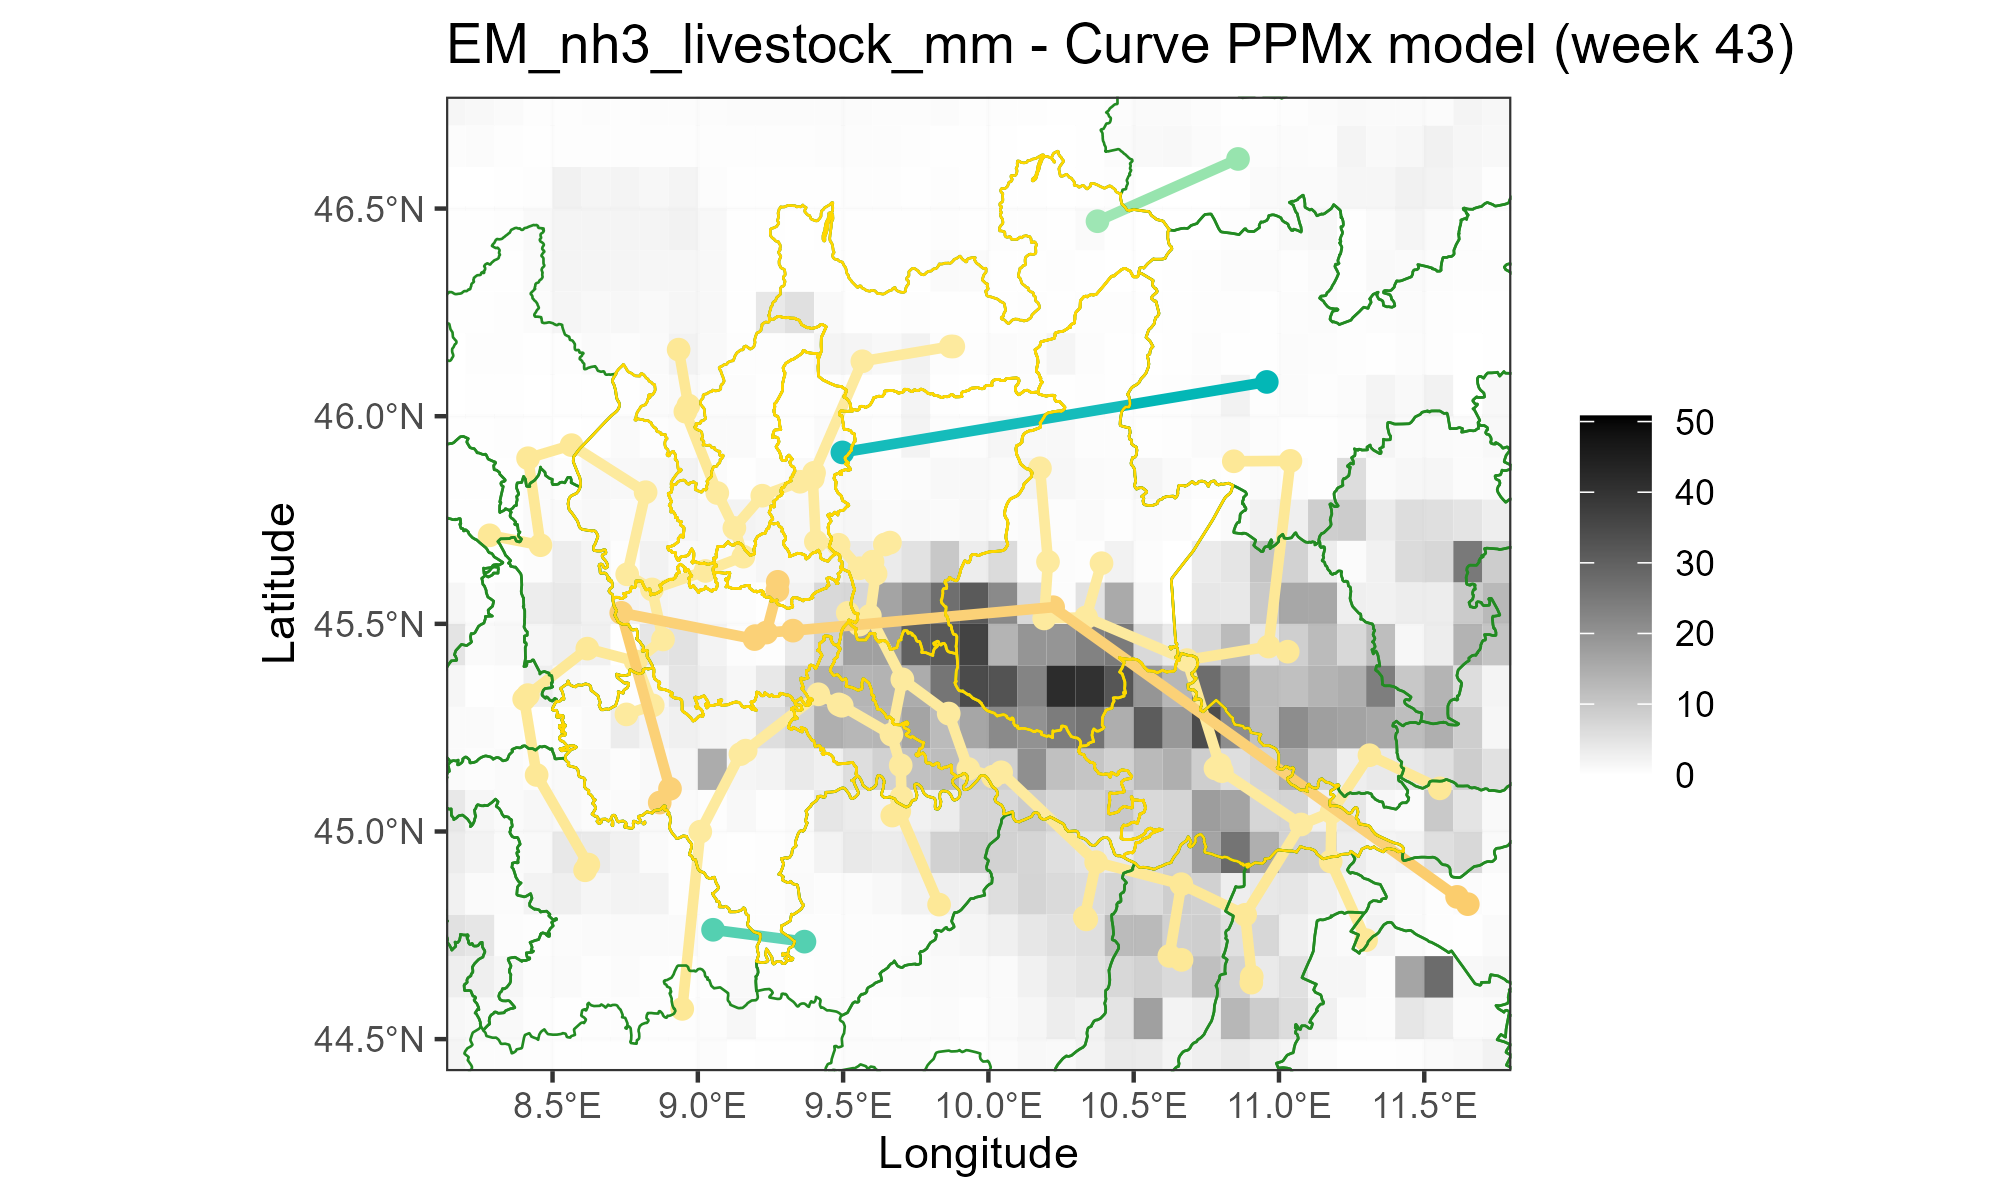 EM_nh3_livestock_mm - Curve PPMx model (week 43)
46.5°N
46.0°N
45.5°N
45.0°N
44.5°N
Latitude
8.5°E 9.0°E 9.5°E 10.0°E 10.5°E 11.0°E 11.5°E
Longitude
50
40
30
20
10
0